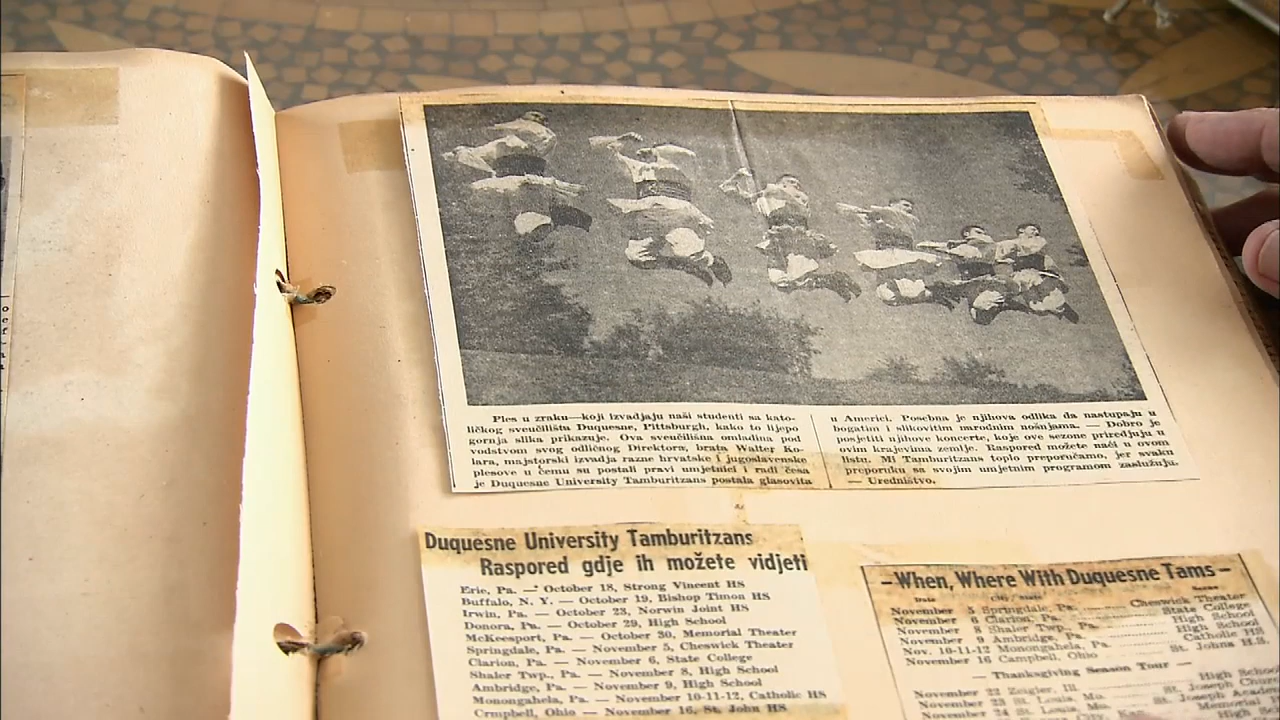 Ples u zraku—koji izvadjaju naši studenti sa kato-
ličkog sveučilišta Duquesne, Pittsburgh, kako to lijepo
gornja slika prikazuje. Ova sveučilišna omladina pod
vodstvom svog odličnog Direktora, brata Walter Ko-
lara, majstorski izvadja razne hrvatske i jugoslavenske
plesove u čemu su postali pravi umjetnici i radi česa
je Duquesne University Tamburitzans postala glasovita
u Americi. Posebna je njihova odlika da nastupaju u
bogatim i slikovitim narodnim nošnjama. — Dobro je
posjetiti njihove koncerte, koje ove sezone priredjuju u
ovim krajevima zemlje. Raspored možete naći u ovom
listu. Mi Tamburitzans toplo preporučamo, jer svaku
preporuku sa svojim umjetnim programom zaslužuju.
— Uredništvo.
Duquesne University Tamburitzans
Raspored gdje ih možete vidjeti
Erie, Pa. — October 18, Strong Vincent HS
Buffalo, N. Y. — October 19, Bishop Timon HS
Irwin, Pa. — October 23, Norwin Joint HS
Donora, Pa. — October 29, High School
McKeesport, Pa. — October 30, Memorial Theater
Springdale, Pa. — November 5, Cheswick Theater
Clarion, Pa. — November 6, State College
Shaler Twp., Pa. — November 8, High School
Ambridge, Pa. — November 9, High School
Monongahela, Pa. — November 10-11-12, Catholic HS
Cmpbell, Ohio — November 16, St. John HS
—When, Where With Duquesne Tams—
Date
November 5 Springdale, Pa. Cheswick Theater
November 6 Clarion, Pa. State College
November 8 Shaler Twp., Pa. High School
November 9 Ambridge, Pa. High School
Nov. 10-11-12 Monongahela, Pa. Catholic HS
November 16 Campbell, Ohio St. Johns H.S.
— Thanksgiving Season Tour —
November 22 Zeigler, Ill. High School
November 23 St. Louis, Mo. St. Joseph Church
November 24 St. Louis, Mo. St. Joseph
Memorial